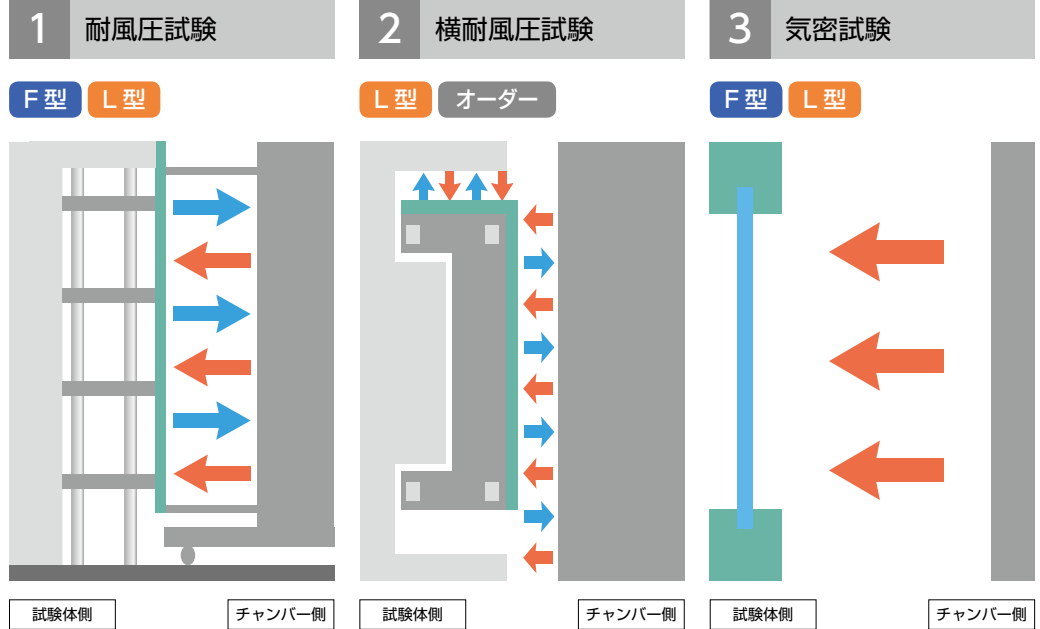 1 耐風圧試験
F型 L型
試験体側 チャンバー側
2 横耐風圧試験
L型 オーダー
試験体側 チャンバー側
3 気密試験
F型 L型
試験体側 チャンバー側